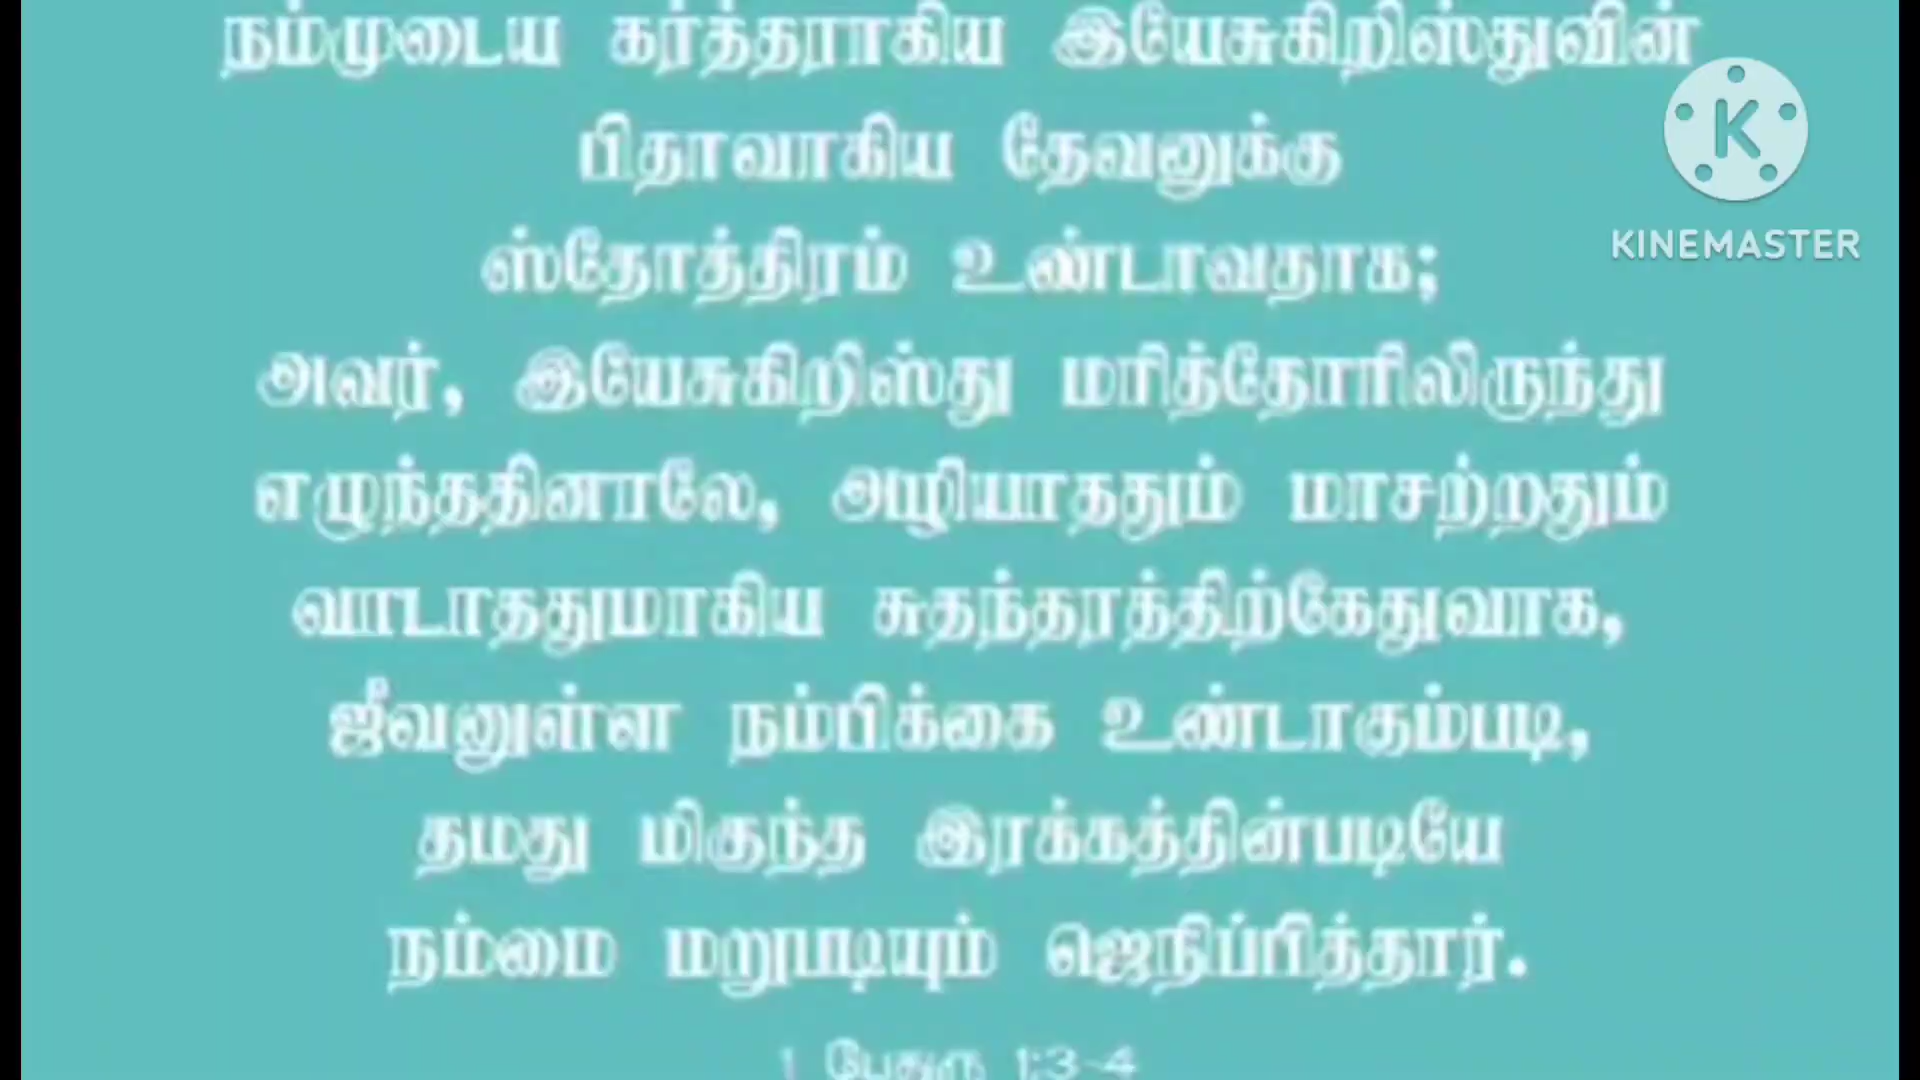 நம்முடைய கர்த்தராகிய இயேசுகிறிஸ்துவின்
பிதாவாகிய தேவனுக்கு
ஸ்தோத்திரம் உண்டாவதாக;
அவர், இயேசுகிறிஸ்து மரித்தோரிலிருந்து
எழுந்ததினாலே, அழியாததும் மாசற்றதும்
வாடாததுமாகிய சுதந்தரத்திற்கேதுவாக,
ஜீவனுள்ள நம்பிக்கை உண்டாகும்படி,
தமது மிகுந்த இரக்கத்தின்படியே
நம்மை மறுபடியும் ஜெநிப்பித்தார்.
1 பேதுரு 1:3-4
K
KINEMASTER